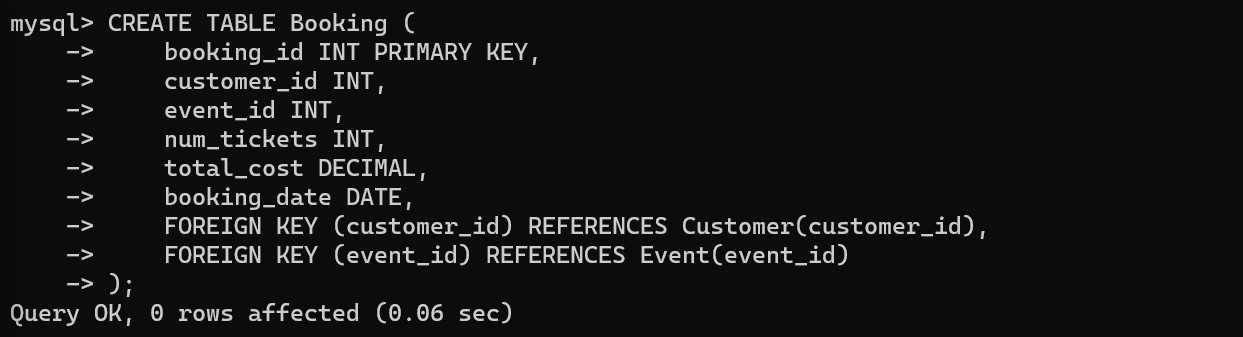 mysql> CREATE TABLE Booking (
    ->     booking_id INT PRIMARY KEY,
    ->     customer_id INT,
    ->     event_id INT,
    ->     num_tickets INT,
    ->     total_cost DECIMAL,
    ->     booking_date DATE,
    ->     FOREIGN KEY (customer_id) REFERENCES Customer(customer_id),
    ->     FOREIGN KEY (event_id) REFERENCES Event(event_id)
    -> );
Query OK, 0 rows affected (0.06 sec)